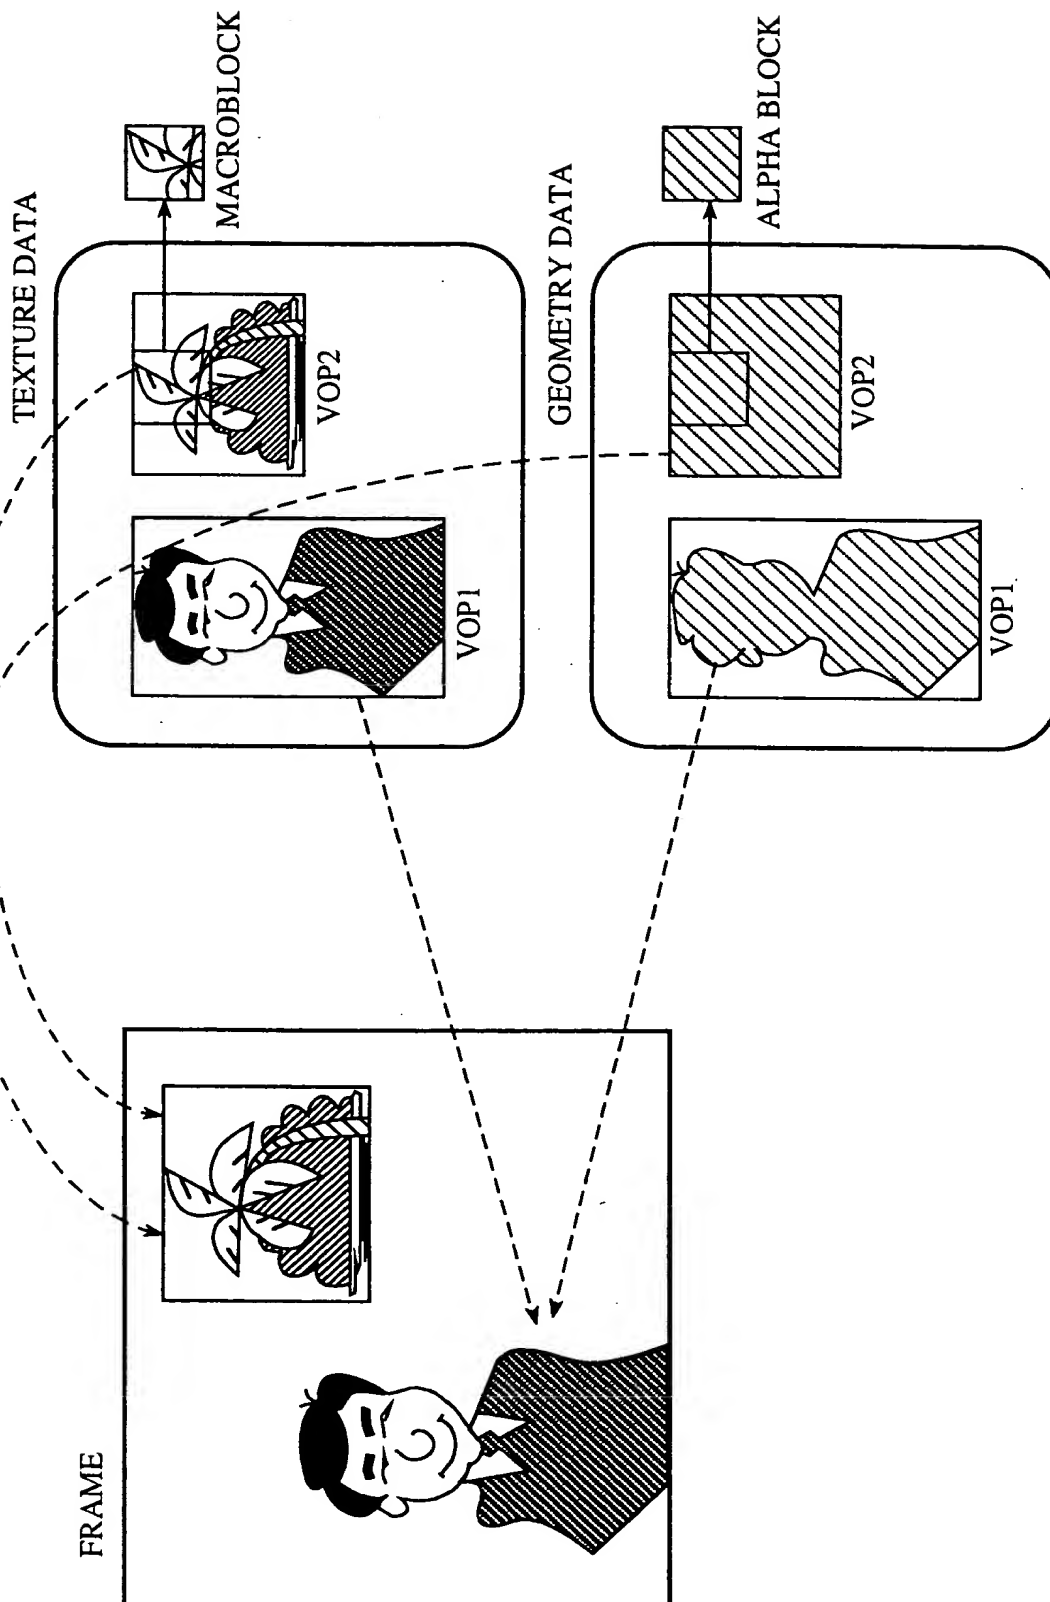 FRAME
TEXTURE DATA
VOP1
VOP2
MACROBLOCK
GEOMETRY DATA
VOP1
VOP2
ALPHA BLOCK